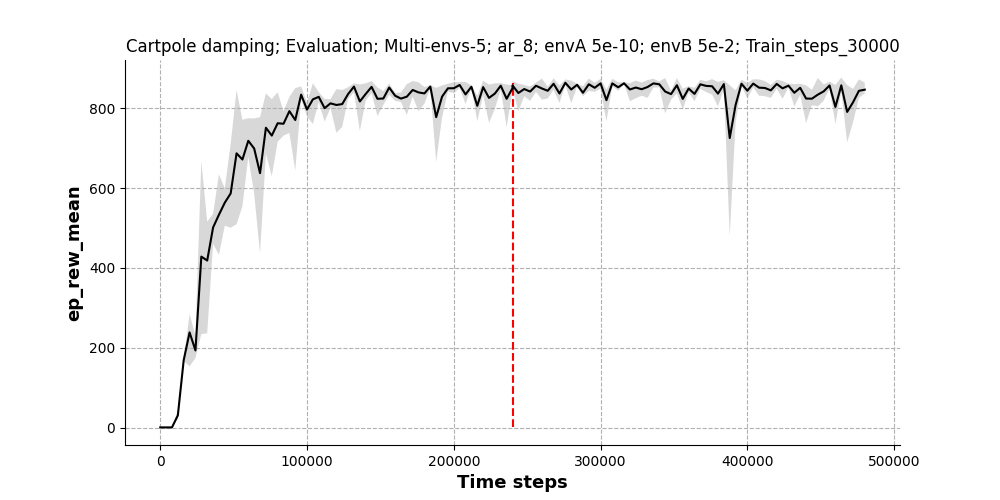 Cartpole damping; Evaluation; Multi-envs-5; ar_8; envA 5e-10; envB 5e-2; Train_steps_30000
ep_rew_mean
800
600
400
200
0
0 100000 200000 300000 400000 500000
Time steps